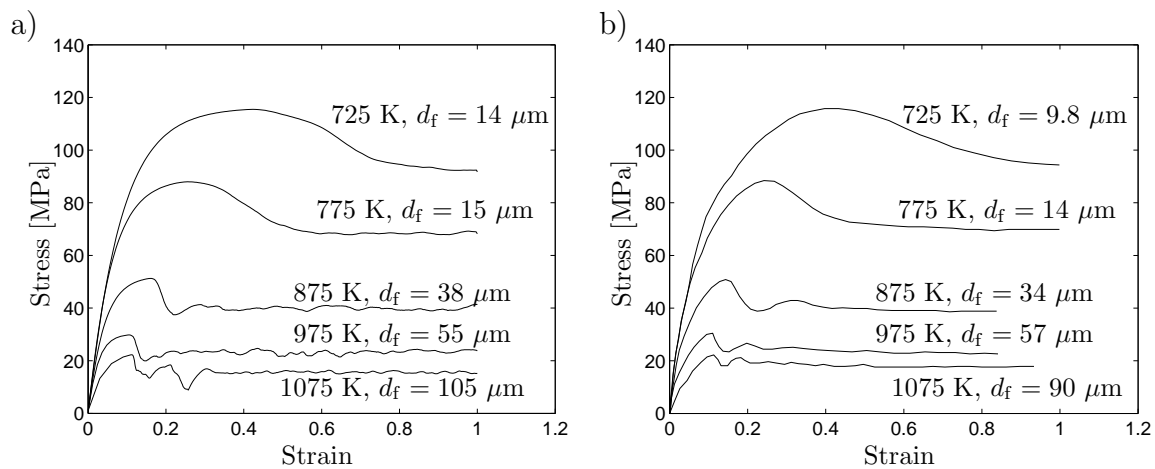 a)
140
120
100
80
60
40
20
0
Stress [MPa]
725 K, d_f = 14 μm
775 K, d_f = 15 μm
875 K, d_f = 38 μm
975 K, d_f = 55 μm
1075 K, d_f = 105 μm
0 0.2 0.4 0.6 0.8 1 1.2
Strain
b)
140
120
100
80
60
40
20
0
Stress [MPa]
725 K, d_f = 9.8 μm
775 K, d_f = 14 μm
875 K, d_f = 34 μm
975 K, d_f = 57 μm
1075 K, d_f = 90 μm
0 0.2 0.4 0.6 0.8 1 1.2
Strain